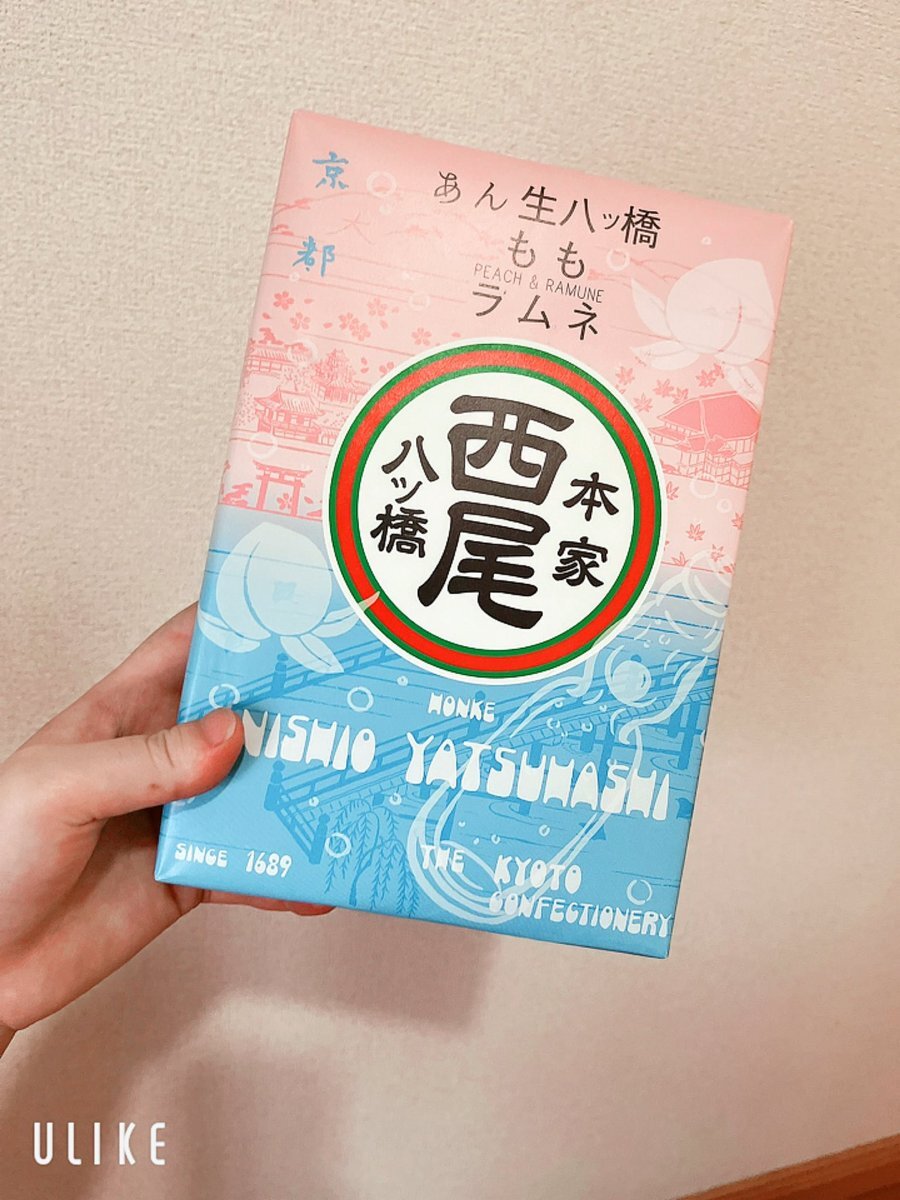 京都
あん生八ッ橋
もも
PEACH & RAMUNE
ラムネ
本家
西尾
八ッ橋
HONKE
NISHIO YATSUHASHI
SINCE 1689
THE KYOTO
CONFECTIONERY
ULIKE